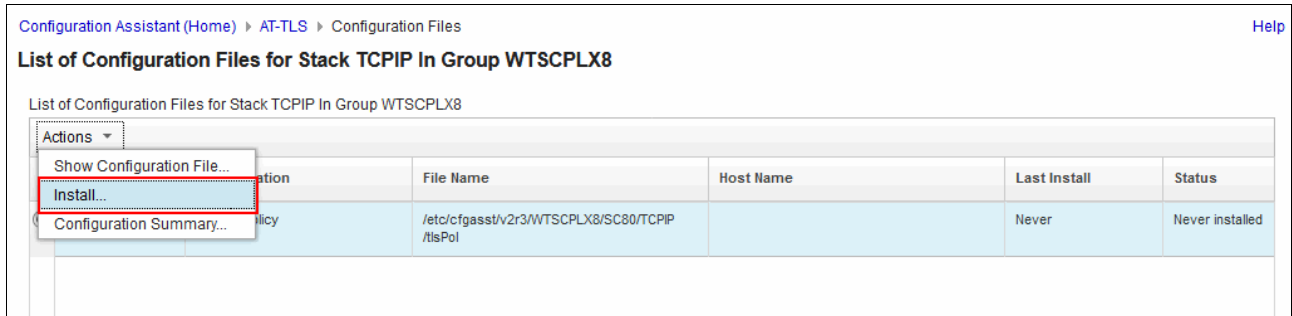 Configuration Assistant (Home) ▸ AT-TLS ▸ Configuration Files
Help
List of Configuration Files for Stack TCPIP In Group WTSCPLX8
List of Configuration Files for Stack TCPIP In Group WTSCPLX8
Actions
Show Configuration File...
Install...
Configuration Summary...
ation
File Name
Host Name
Last Install
Status
licy
/etc/cfgasst/v2r3/WTSCPLX8/SC80/TCPIP
/tlsPol
Never
Never installed